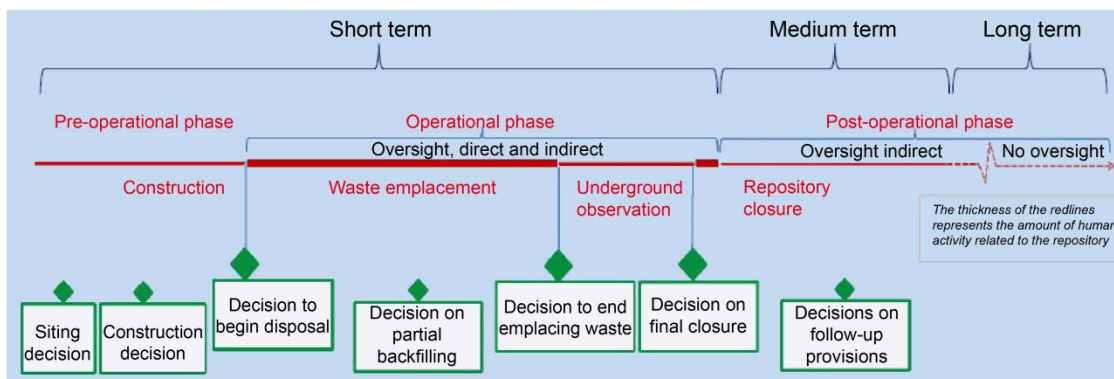 Short term
Medium term
Long term
Pre-operational phase
Operational phase
Post-operational phase
Oversight, direct and indirect
Oversight indirect
No oversight
Construction
Waste emplacement
Underground
observation
Repository
closure
The thickness of the redlines
represents the amount of human
activity related to the repository
Siting
decision
Construction
decision
Decision to
begin disposal
Decision on
partial
backfilling
Decision to end
emplacing waste
Decision on
final closure
Decisions on
follow-up
provisions